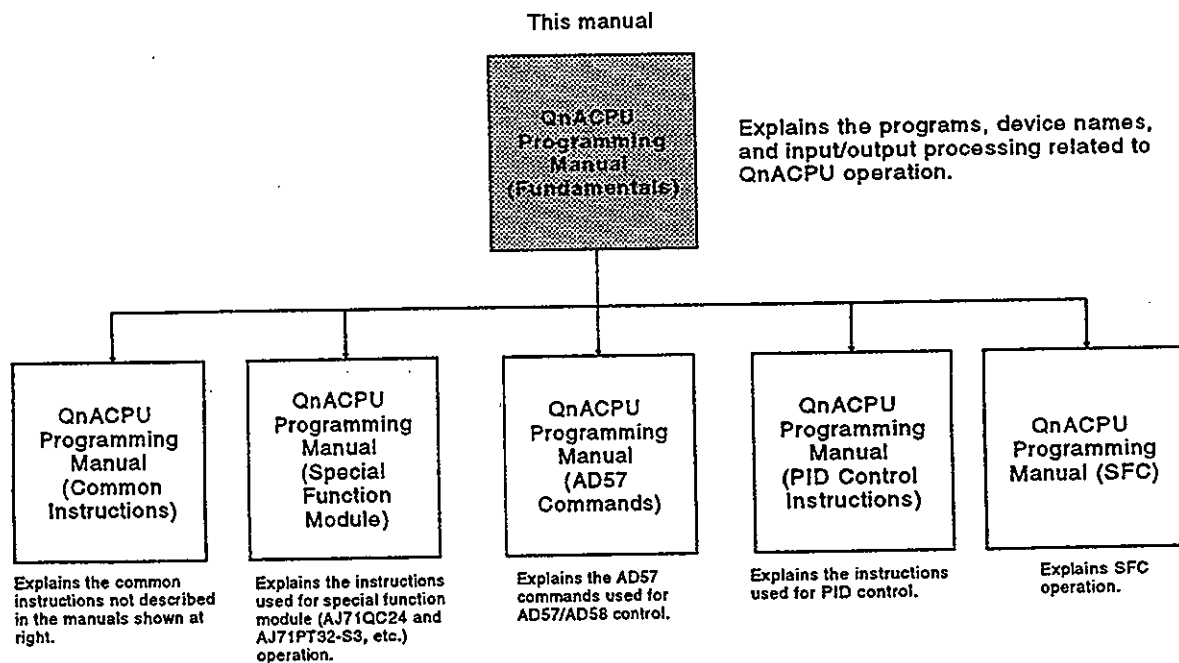 This manual
QnACPU
Programming
Manual
(Fundamentals)
Explains the programs, device names,
and input/output processing related to
QnACPU operation.
QnACPU
Programming
Manual
(Common
Instructions)
Explains the common
instructions not described
in the manuals shown at
right.
QnACPU
Programming
Manual
(Special
Function
Module)
Explains the instructions
used for special function
module (AJ71QC24 and
AJ71PT32-S3, etc.)
operation.
QnACPU
Programming
Manual
(AD57
Commands)
Explains the AD57
commands used for
AD57/AD58 control.
QnACPU
Programming
Manual
(PID Control
Instructions)
Explains the instructions
used for PID control.
QnACPU
Programming
Manual (SFC)
Explains SFC
operation.